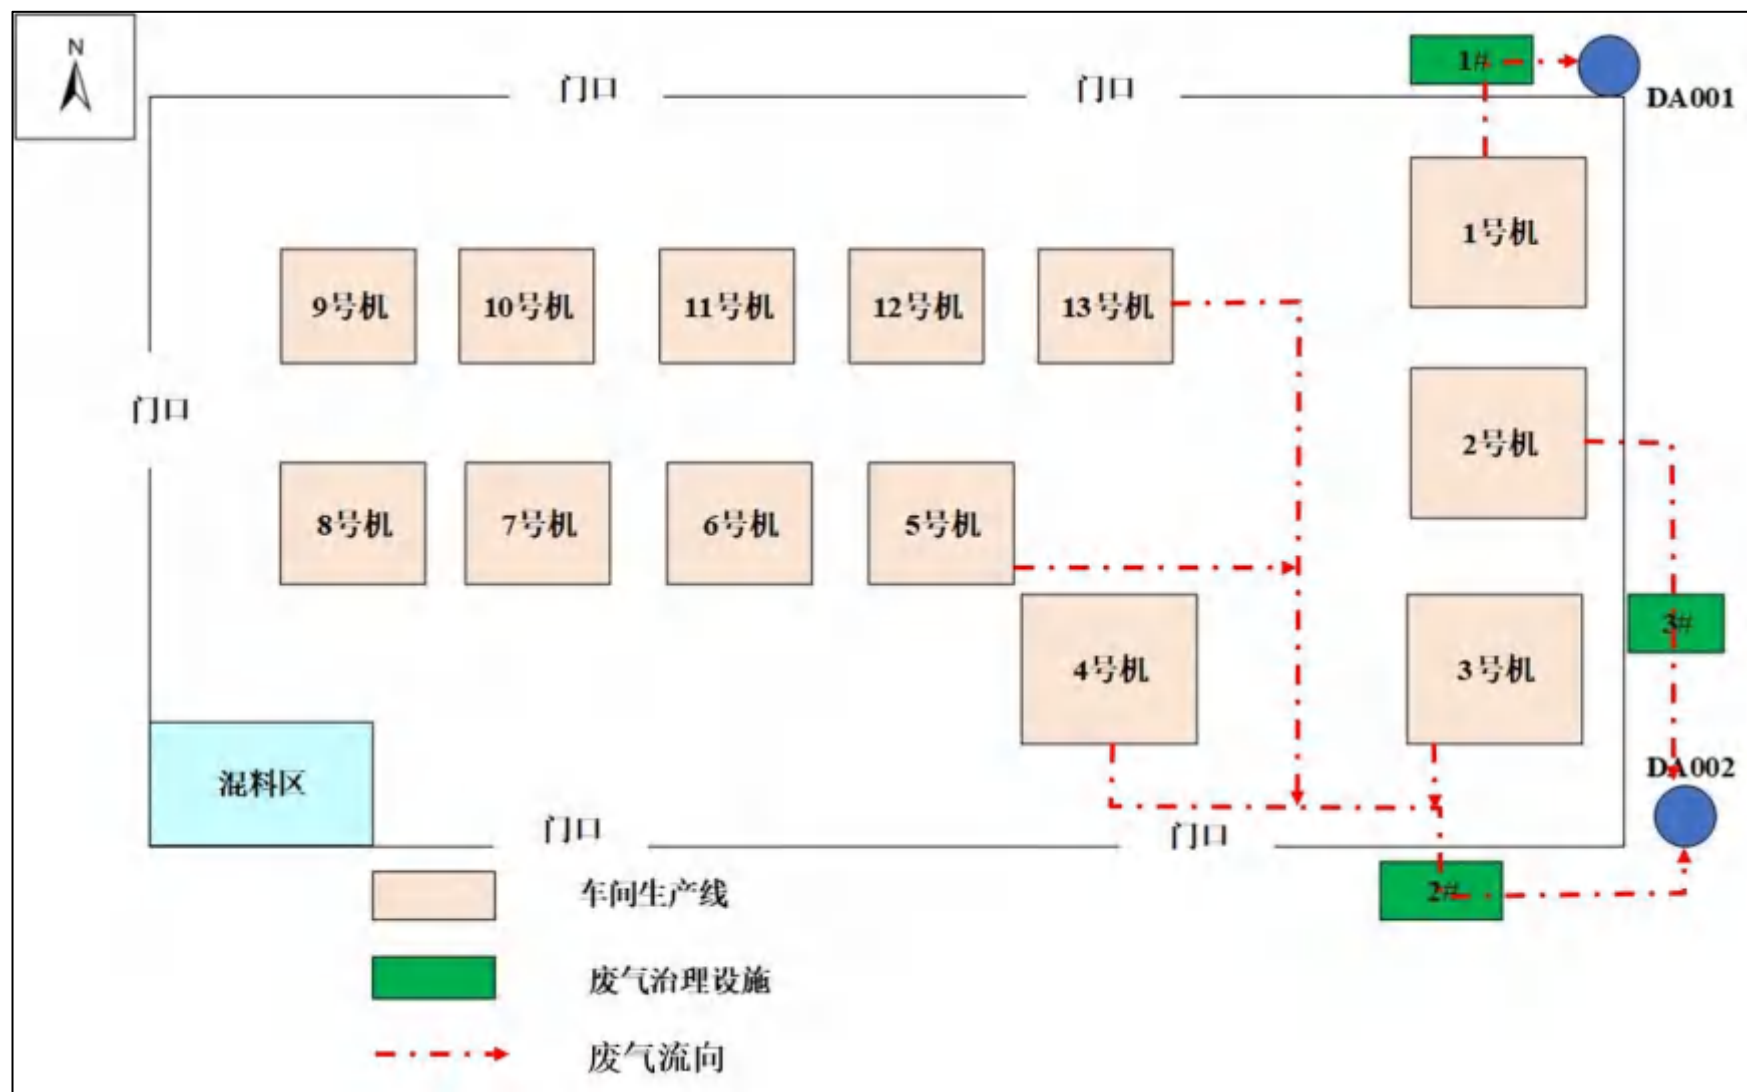 N
1#
门口
门口
DA001
1号机
9号机
10号机
11号机
12号机
13号机
门口
2号机
8号机
7号机
6号机
5号机
3#
4号机
3号机
DA002
混料区
门口
门口
2#
车间生产线
废气治理设施
废气流向